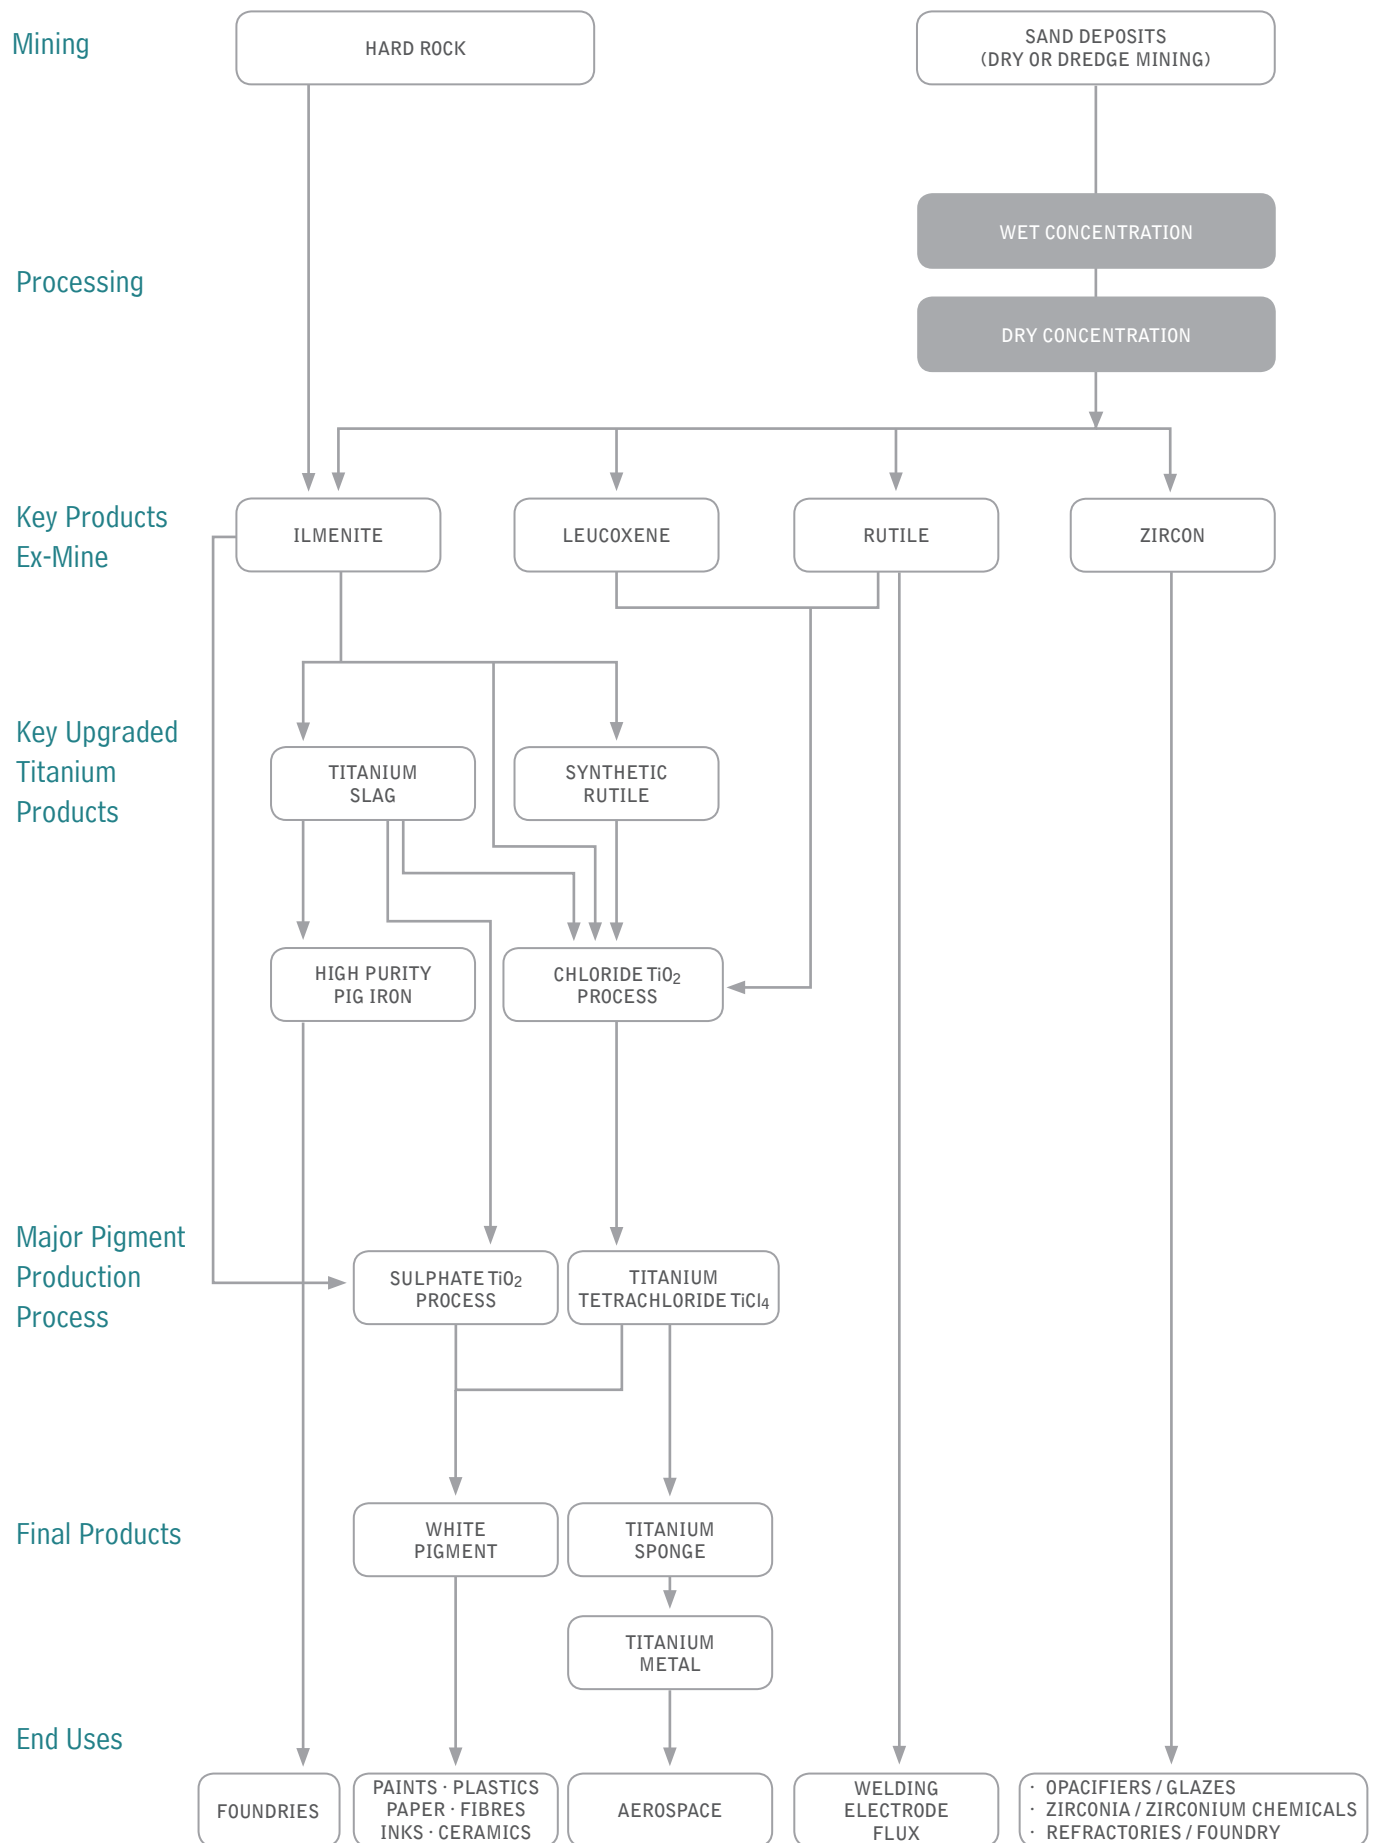 Mining
HARD ROCK
SAND DEPOSITS
(DRY OR DREDGE MINING)
WET CONCENTRATION
Processing
DRY CONCENTRATION
Key Products
Ex-Mine
ILMENITE
LEUCOXENE
RUTILE
ZIRCON
Key Upgraded
Titanium
Products
TITANIUM
SLAG
SYNTHETIC
RUTILE
HIGH PURITY
PIG IRON
CHLORIDE TiO₂
PROCESS
Major Pigment
Production
Process
SULPHATE TiO₂
PROCESS
TITANIUM
TETRACHLORIDE TiCl₄
Final Products
WHITE
PIGMENT
TITANIUM
SPONGE
TITANIUM
METAL
End Uses
FOUNDRIES
PAINTS · PLASTICS
PAPER · FIBRES
INKS · CERAMICS
AEROSPACE
WELDING
ELECTRODE
FLUX
· OPACIFIERS / GLAZES
· ZIRCONIA / ZIRCONIUM CHEMICALS
· REFRACTORIES / FOUNDRY